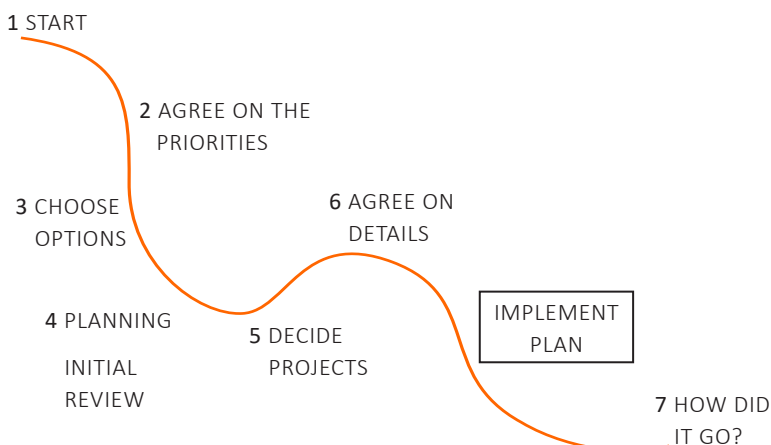 1 START
2 AGREE ON THE
PRIORITIES
3 CHOOSE
OPTIONS
4 PLANNING
INITIAL
REVIEW
5 DECIDE
PROJECTS
6 AGREE ON
DETAILS
IMPLEMENT
PLAN
7 HOW DID
IT GO?